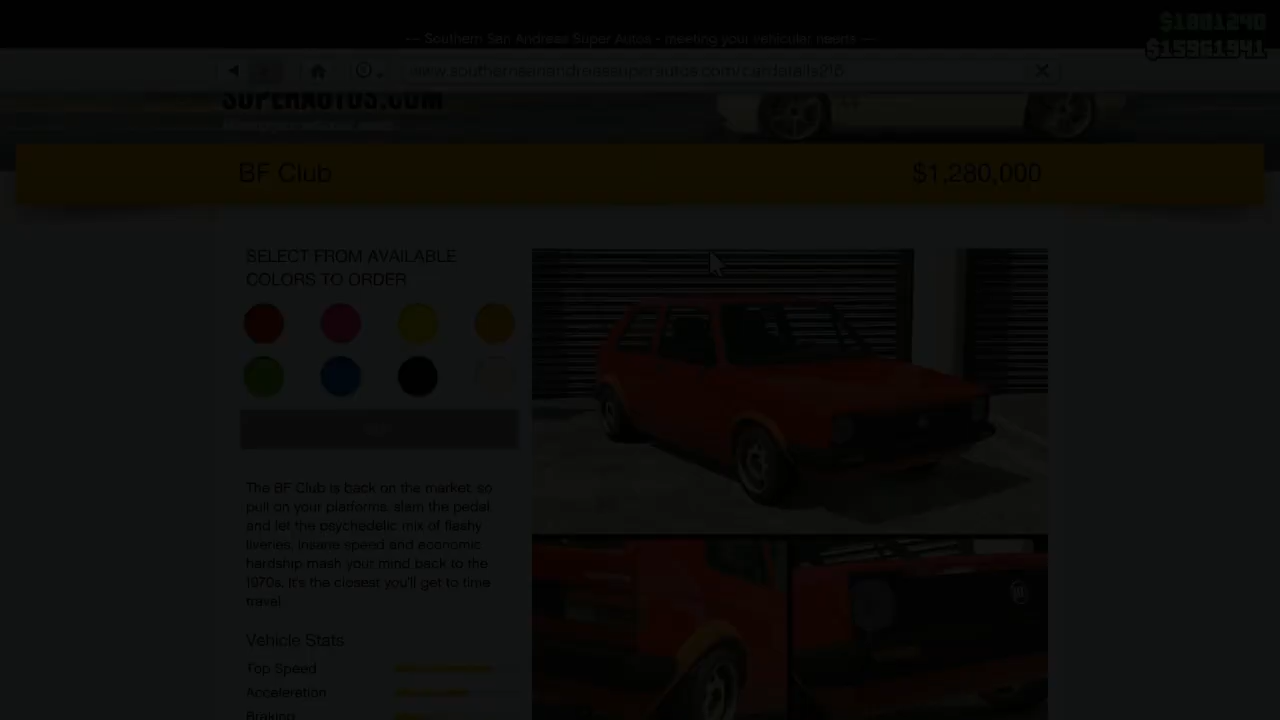 $1801240
--- Southern San Andreas Super Autos - meeting your vehicular needs ---
$15961941
www.southernsanandreassuperautos.com/cardetails216
SUPERAUTOS.COM
BF Club
$1,280,000
SELECT FROM AVAILABLE
COLORS TO ORDER
The BF Club is back on the market, so
pull on your platforms, slam the pedal,
and let the psychedelic mix of flashy
liveries, insane speed and economic
hardship mash your mind back to the
1970s. It's the closest you'll get to time
travel.
Vehicle Stats
Top Speed
Acceleration
Braking